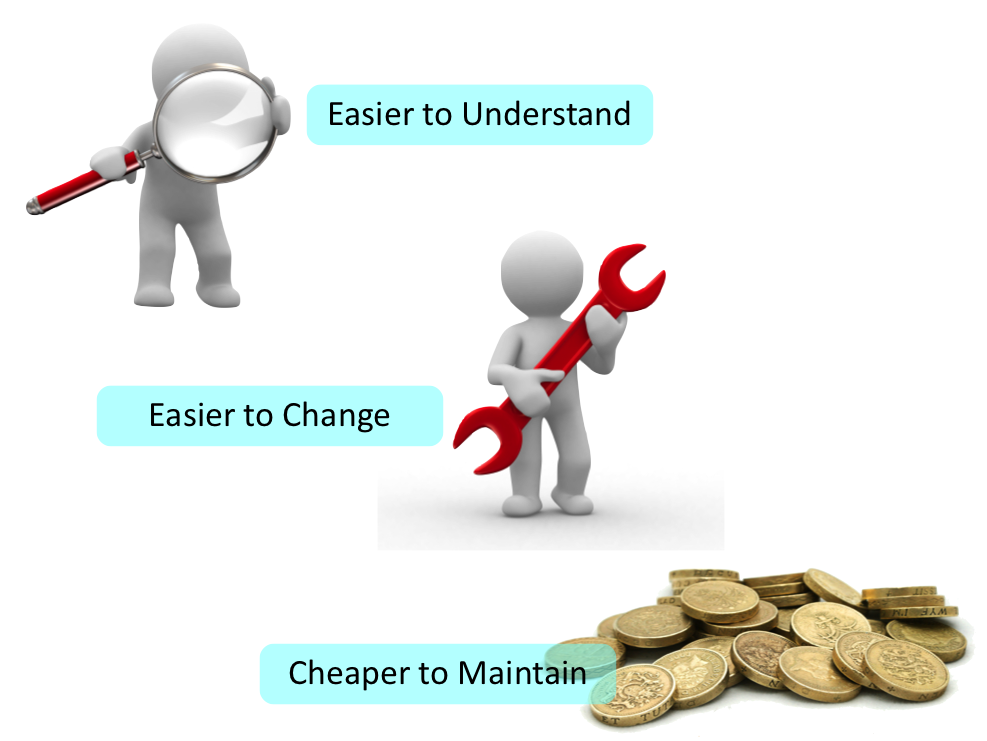 Easier to Understand
Easier to Change
Cheaper to Maintain